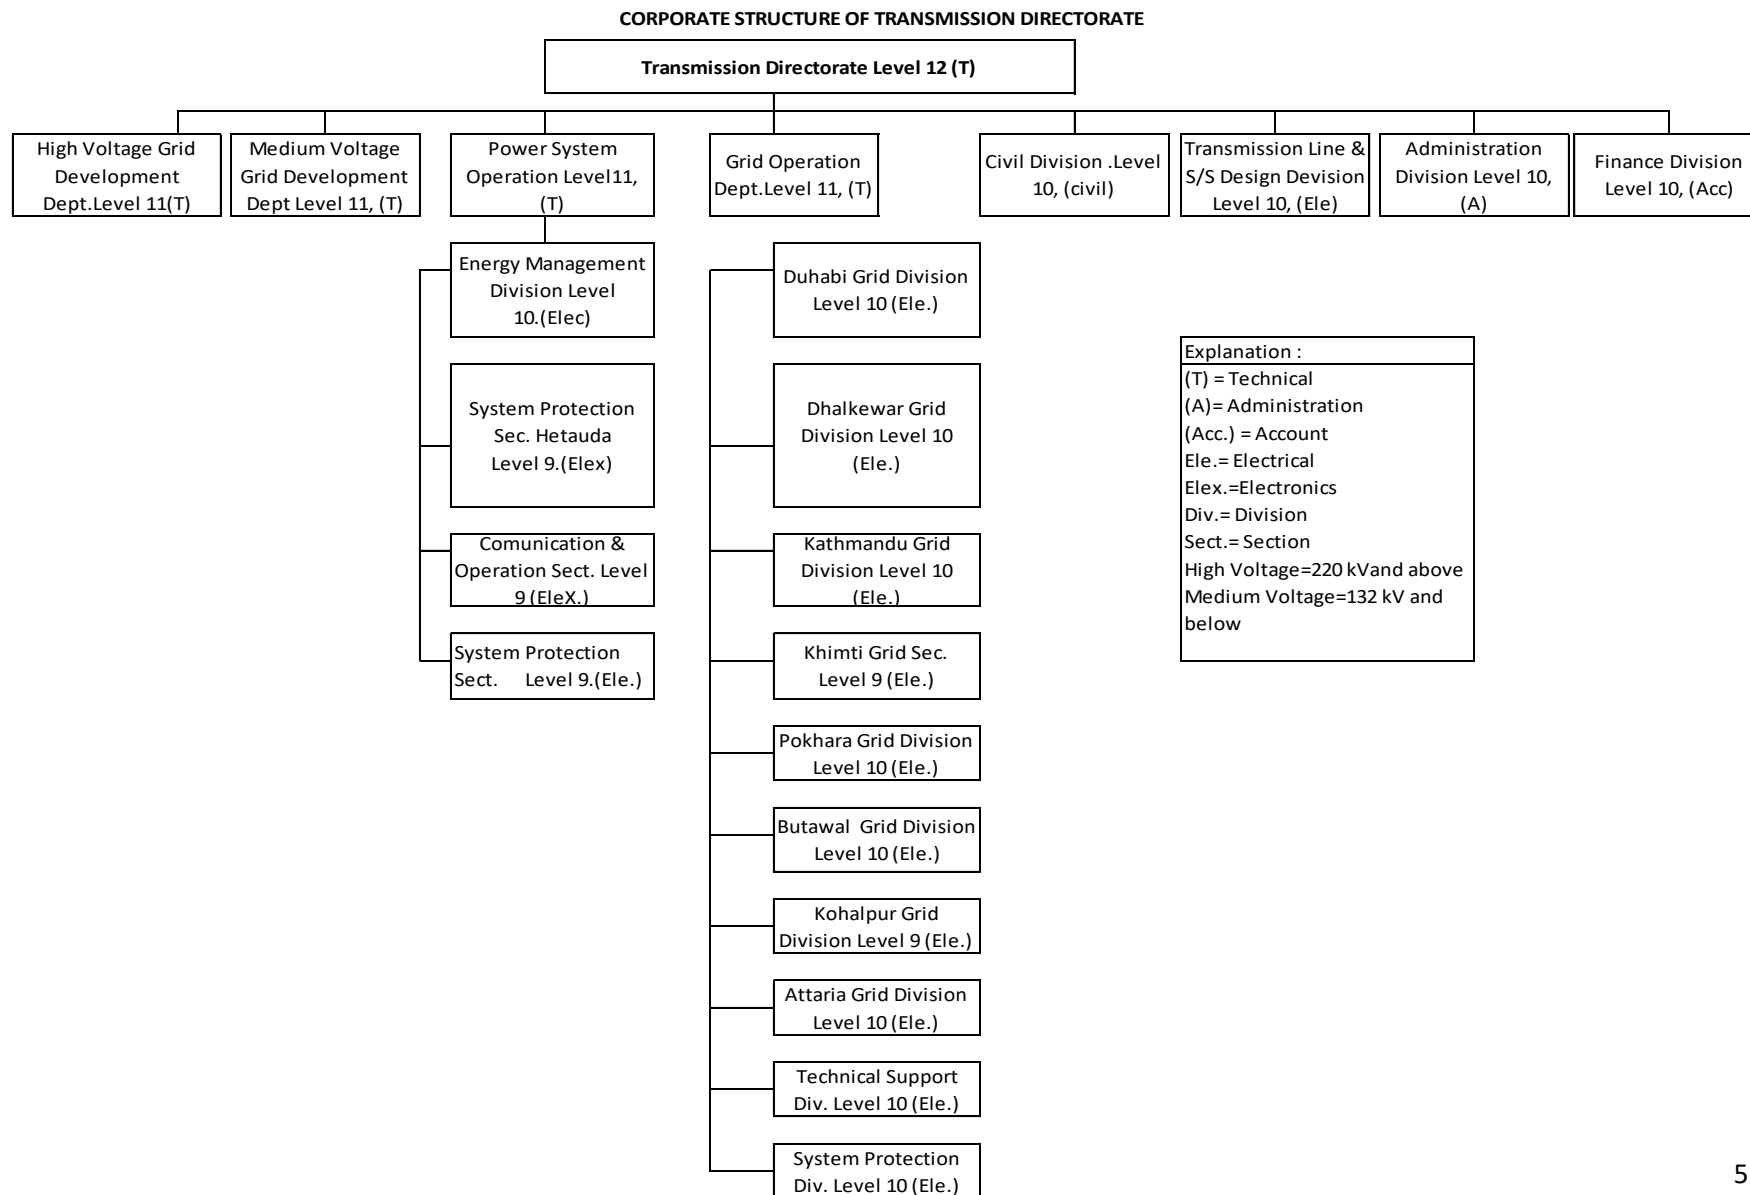 CORPORATE STRUCTURE OF TRANSMISSION DIRECTORATE
Transmission Directorate Level 12 (T)
High Voltage Grid
Development
Dept.Level 11(T)
Medium Voltage
Grid Development
Dept Level 11, (T)
Power System
Operation Level11,
(T)
Grid Operation
Dept.Level 11, (T)
Civil Division .Level
10, (civil)
Transmission Line &
S/S Design Devision
Level 10, (Ele)
Administration
Division Level 10,
(A)
Finance Division
Level 10, (Acc)
Energy Management
Division Level
10.(Elec)
System Protection
Sec. Hetauda
Level 9.(Elex)
Comunication &
Operation Sect. Level
9 (EleX.)
System Protection
Sect. Level 9.(Ele.)
Duhabi Grid Division
Level 10 (Ele.)
Dhalkewar Grid
Division Level 10
(Ele.)
Kathmandu Grid
Division Level 10
(Ele.)
Khimti Grid Sec.
Level 9 (Ele.)
Pokhara Grid Division
Level 10 (Ele.)
Butawal Grid Division
Level 10 (Ele.)
Kohalpur Grid
Division Level 9 (Ele.)
Attaria Grid Division
Level 10 (Ele.)
Technical Support
Div. Level 10 (Ele.)
System Protection
Div. Level 10 (Ele.)
Explanation :
(T) = Technical
(A)= Administration
(Acc.) = Account
Ele.= Electrical
Elex.=Electronics
Div.= Division
Sect.= Section
High Voltage=220 kVand above
Medium Voltage=132 kV and
below
5